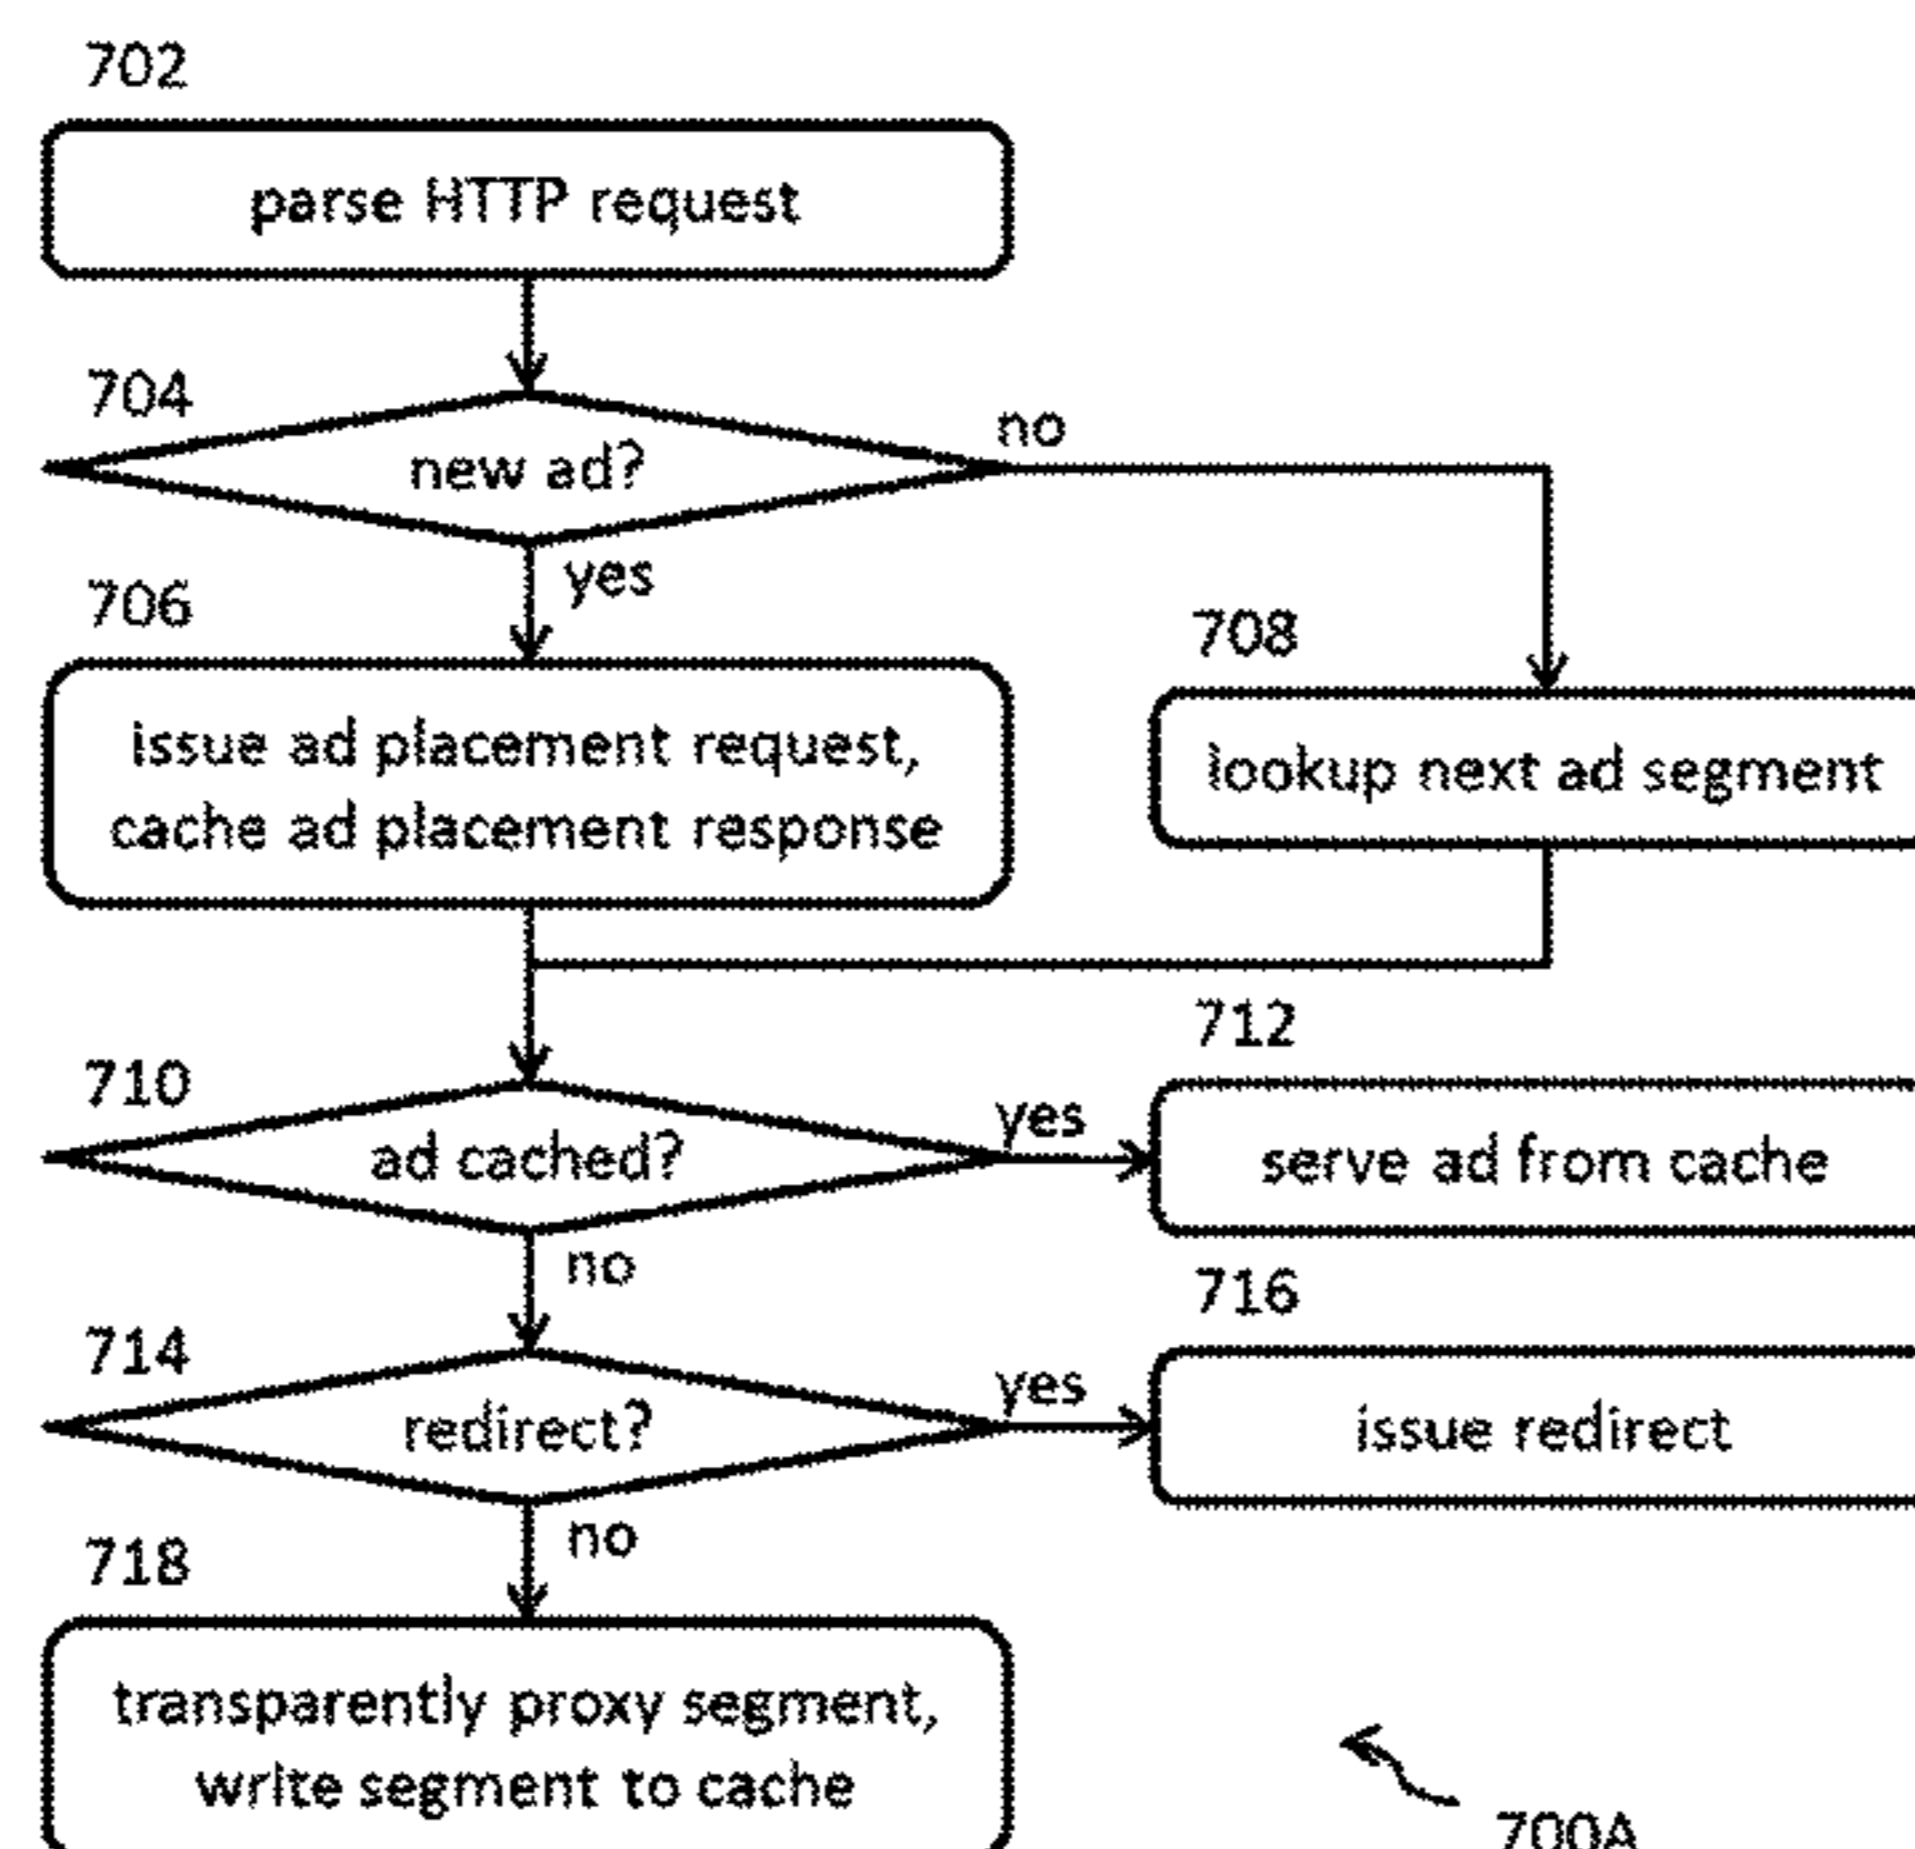 702
parse HTTP request
704
new ad?
no
yes
706
issue ad placement request,
cache ad placement response
708
lookup next ad segment
710
ad cached?
yes
712
serve ad from cache
no
714
redirect?
yes
716
issue redirect
no
718
transparently proxy segment,
write segment to cache
700A